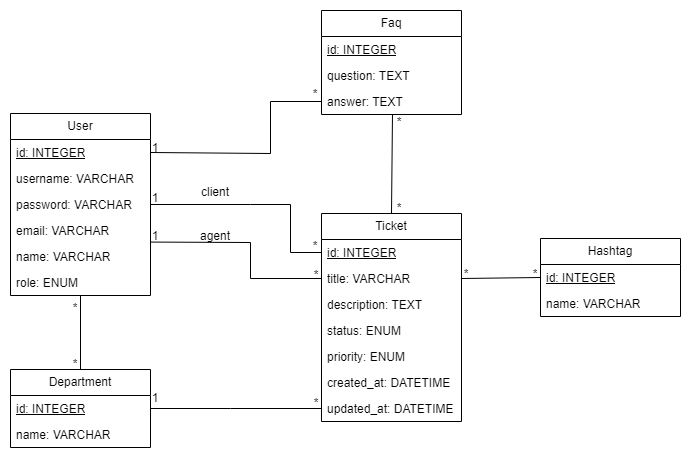 Faq
id: INTEGER
question: TEXT
answer: TEXT
*
*
User
id: INTEGER
username: VARCHAR
password: VARCHAR
email: VARCHAR
name: VARCHAR
role: ENUM
1
1
client
1
agent
*
*
*
*
Ticket
id: INTEGER
title: VARCHAR
description: TEXT
status: ENUM
priority: ENUM
created_at: DATETIME
updated_at: DATETIME
*
*
Hashtag
id: INTEGER
name: VARCHAR
*
Department
id: INTEGER
name: VARCHAR
1
*